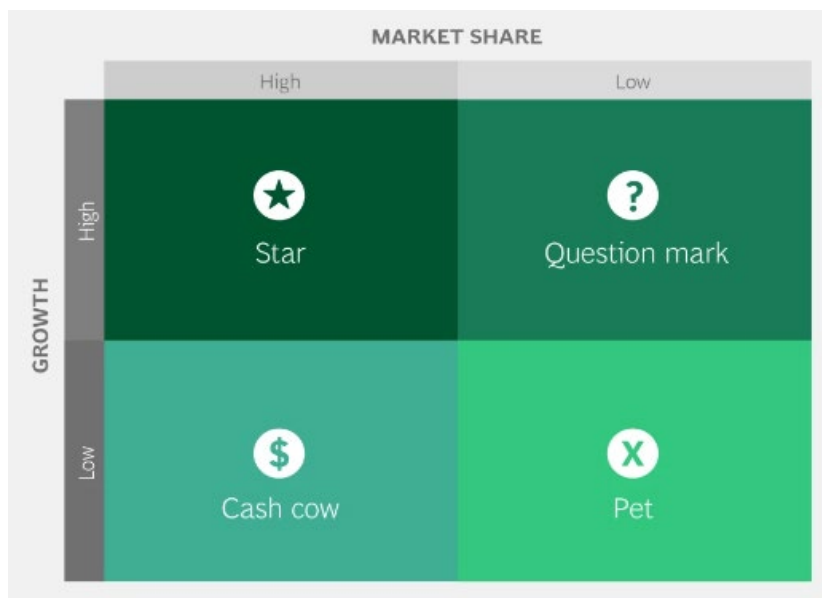 MARKET SHARE
High Low
High
GROWTH
?
Star Question mark
Low
$ X
Cash cow Pet